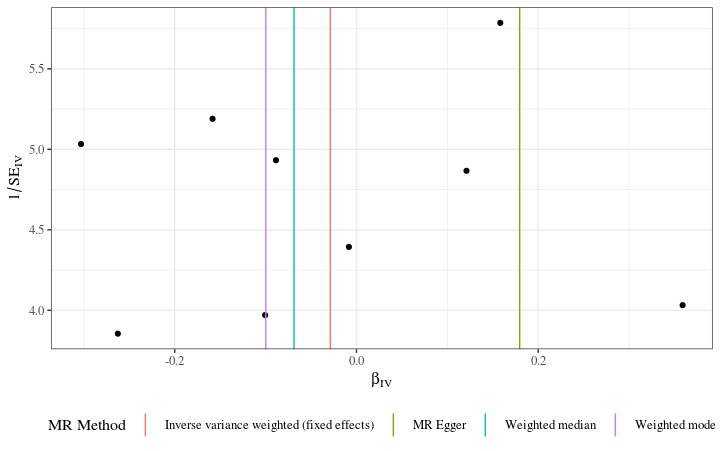 1/SE_IV
5.5
5.0
4.5
4.0
-0.2 0.0 0.2
β_IV
MR Method Inverse variance weighted (fixed effects) MR Egger Weighted median Weighted mode